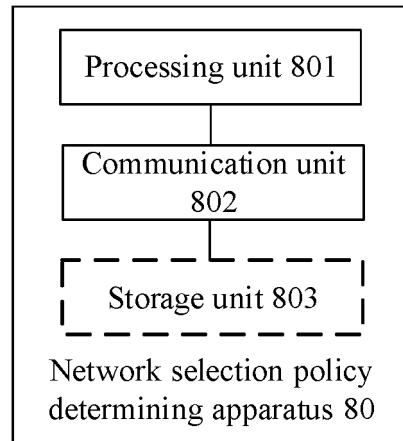 Processing unit 801
Communication unit
802
Storage unit 803
Network selection policy
determining apparatus 80